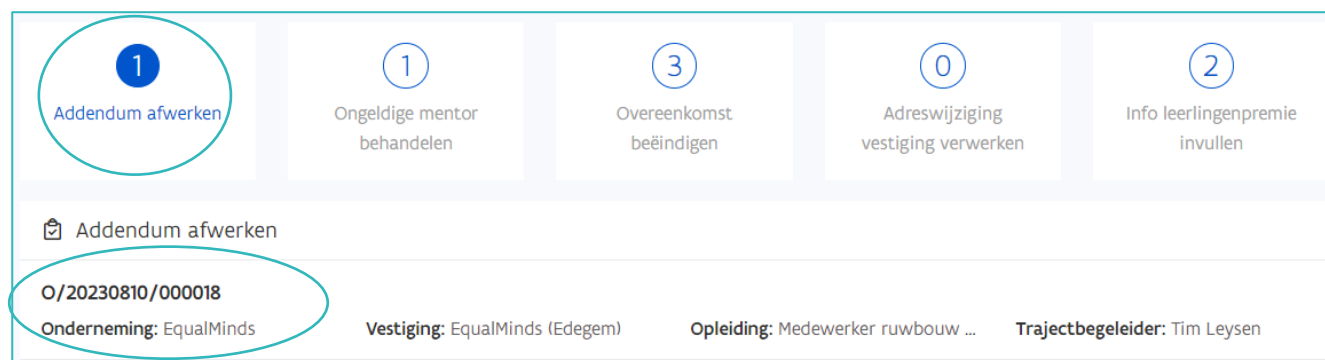 1
Addendum afwerken
1
Ongeldige mentor
behandelen
3
Overeenkomst
beëindigen
0
Adreswijziging
vestiging verwerken
2
Info leerlingenpremie
invullen
Addendum afwerken
O/20230810/000018
Onderneming: EqualMinds Vestiging: EqualMinds (Edegem) Opleiding: Medewerker ruwbouw ... Trajectbegeleider: Tim Leysen